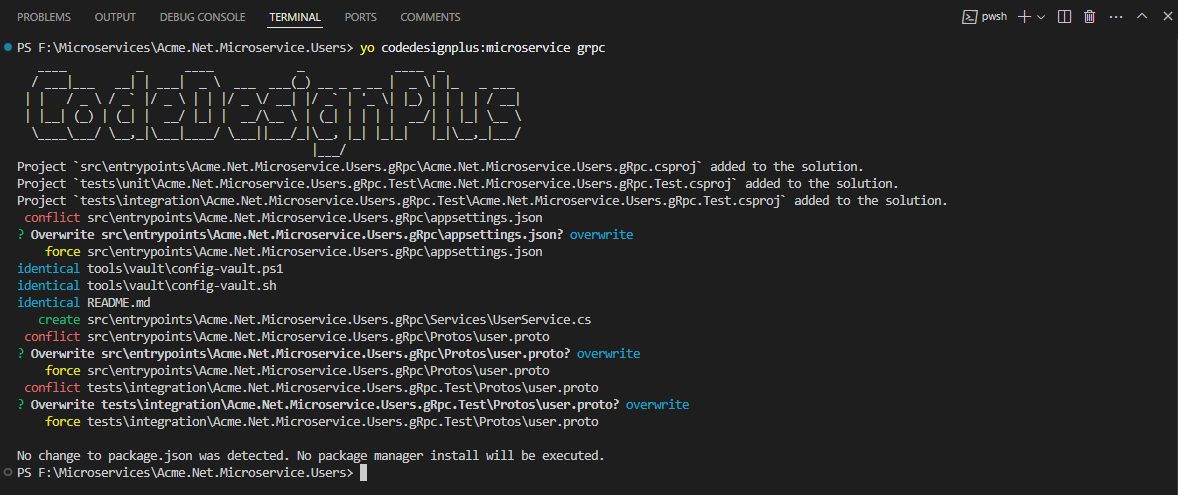 PROBLEMS OUTPUT DEBUG CONSOLE TERMINAL PORTS COMMENTS pwsh
PS F:\Microservices\Acme.Net.Microservice.Users> yo codedesignplus:microservice grpc
CodeDesignPlus
Project `src\entrypoints\Acme.Net.Microservice.Users.gRpc\Acme.Net.Microservice.Users.gRpc.csproj` added to the solution.
Project `tests\unit\Acme.Net.Microservice.Users.gRpc.Test\Acme.Net.Microservice.Users.gRpc.Test.csproj` added to the solution.
Project `tests\integration\Acme.Net.Microservice.Users.gRpc.Test\Acme.Net.Microservice.Users.gRpc.Test.csproj` added to the solution.
conflict src\entrypoints\Acme.Net.Microservice.Users.gRpc\appsettings.json
? Overwrite src\entrypoints\Acme.Net.Microservice.Users.gRpc\appsettings.json? overwrite
force src\entrypoints\Acme.Net.Microservice.Users.gRpc\appsettings.json
identical tools\vault\config-vault.ps1
identical tools\vault\config-vault.sh
identical README.md
create src\entrypoints\Acme.Net.Microservice.Users.gRpc\Services\UserService.cs
conflict src\entrypoints\Acme.Net.Microservice.Users.gRpc\Protos\user.proto
? Overwrite src\entrypoints\Acme.Net.Microservice.Users.gRpc\Protos\user.proto? overwrite
force src\entrypoints\Acme.Net.Microservice.Users.gRpc\Protos\user.proto
conflict tests\integration\Acme.Net.Microservice.Users.gRpc.Test\Protos\user.proto
? Overwrite tests\integration\Acme.Net.Microservice.Users.gRpc.Test\Protos\user.proto? overwrite
force tests\integration\Acme.Net.Microservice.Users.gRpc.Test\Protos\user.proto
No change to package.json was detected. No package manager install will be executed.
PS F:\Microservices\Acme.Net.Microservice.Users>